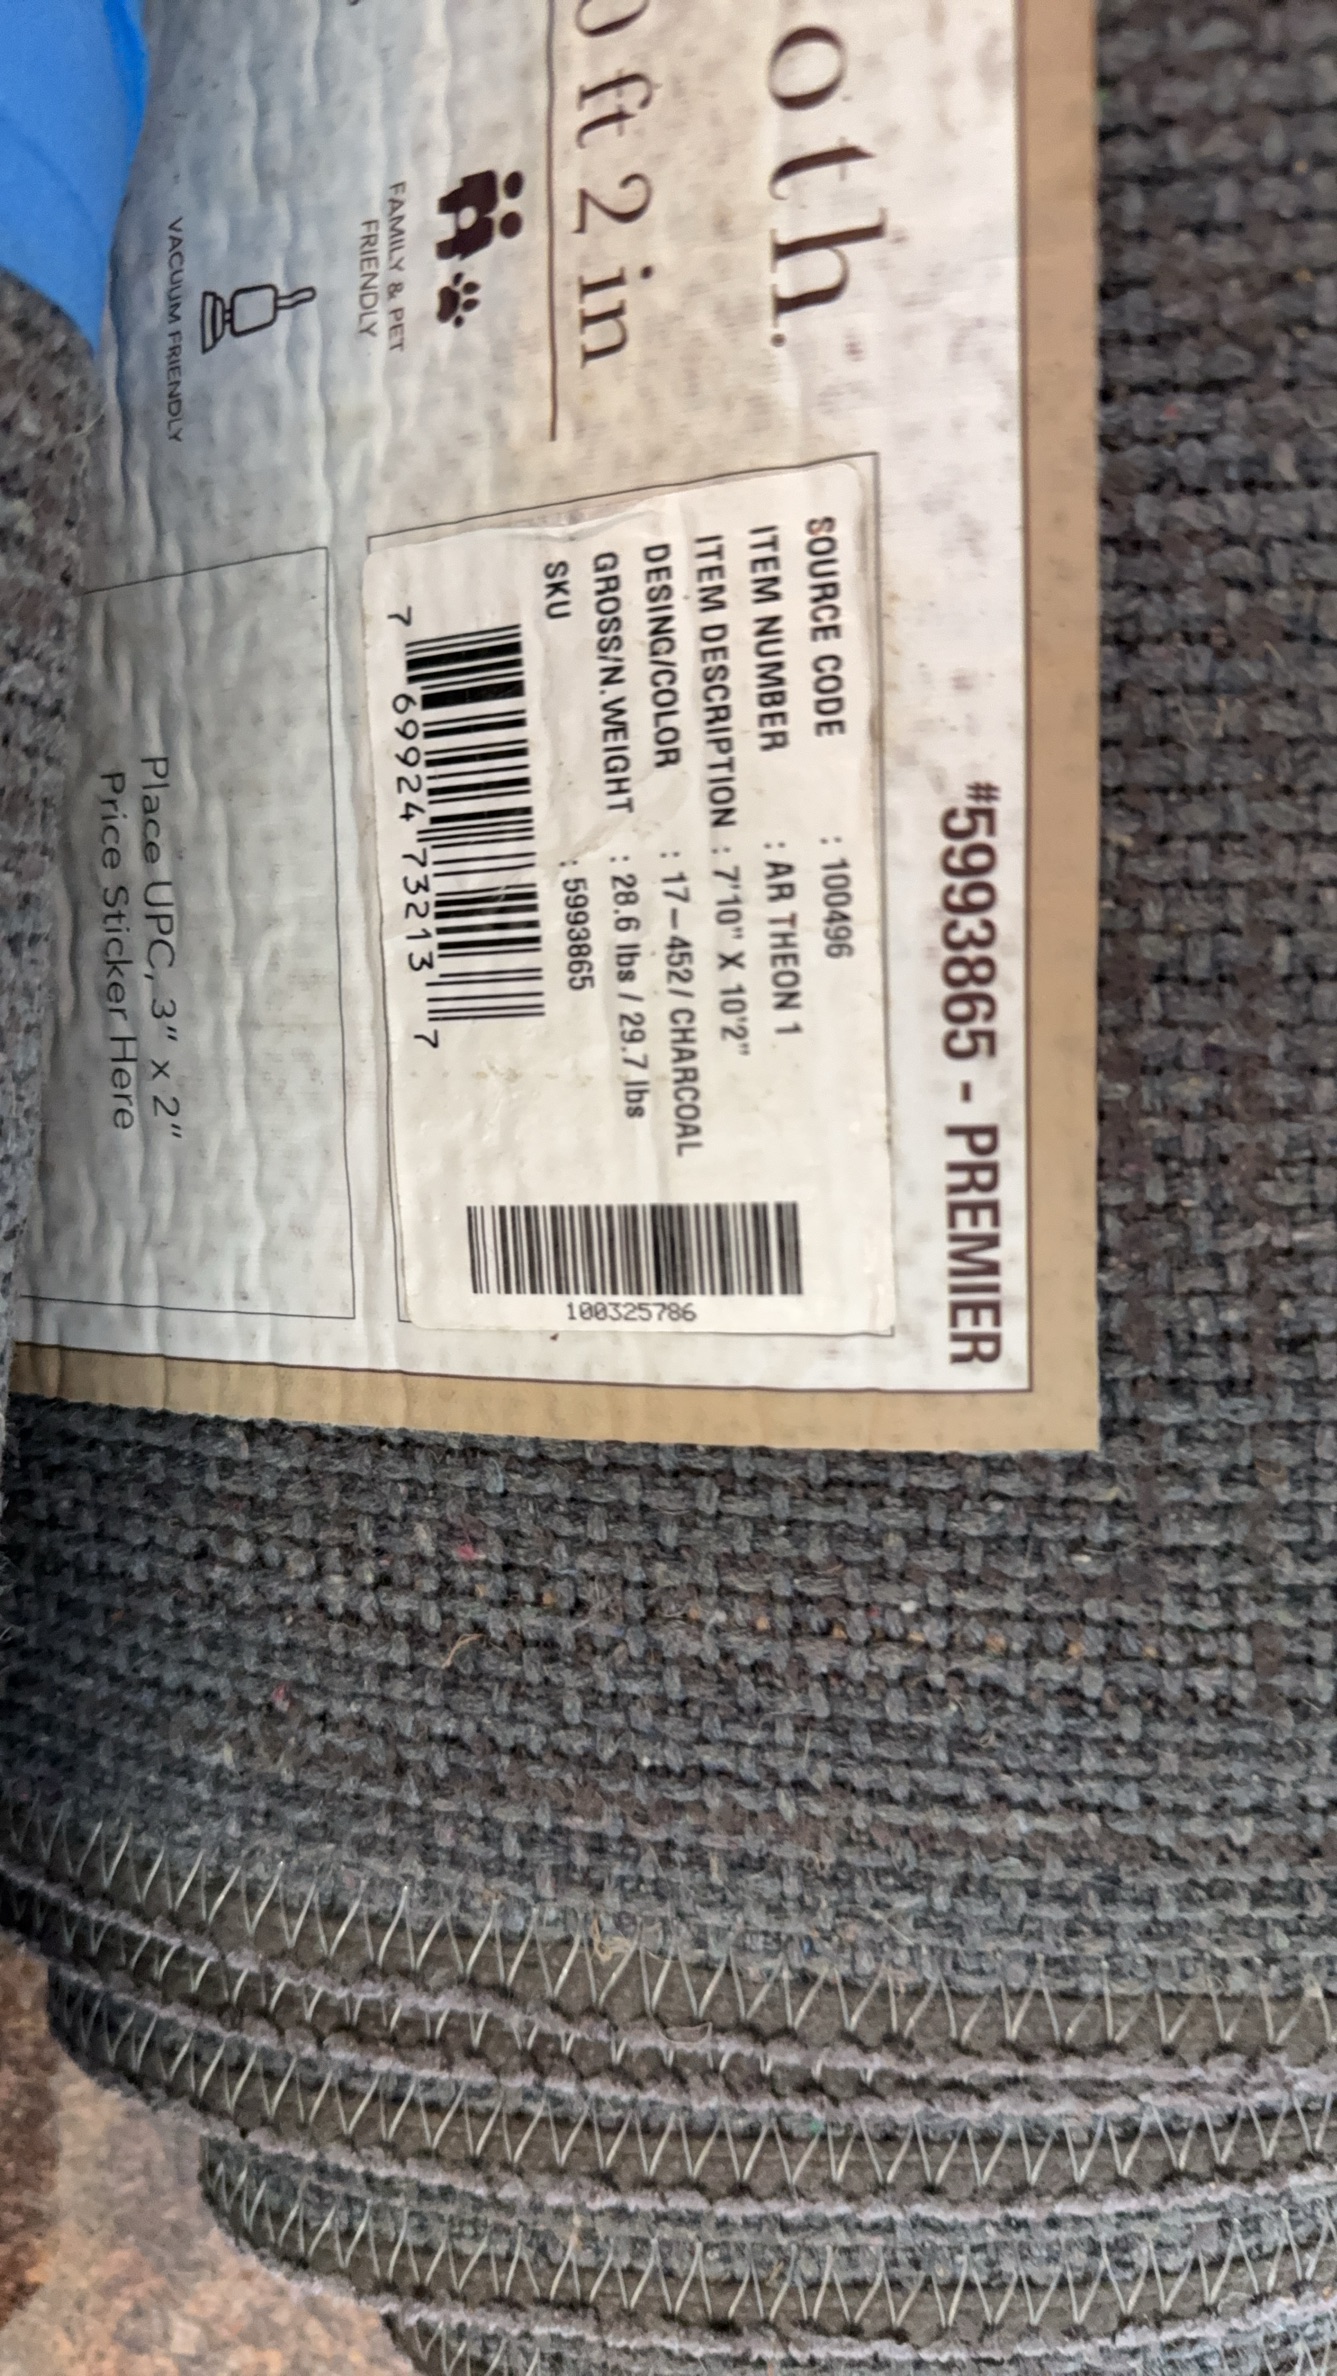 oth.
ft 2 in
FAMILY & PET
FRIENDLY
VACUUM FRIENDLY
#5993865 - PREMIER
SOURCE CODE : 100496
ITEM NUMBER : AR THEON 1
ITEM DESCRIPTION : 7'10" X 10'2"
DESING/COLOR : 17-452/ CHARCOAL
GROSS/N.WEIGHT : 28.6 lbs / 29.7 lbs
SKU : 5993865
7 69924 73213 7
100325786
Place UPC, 3" x 2"
Price Sticker Here